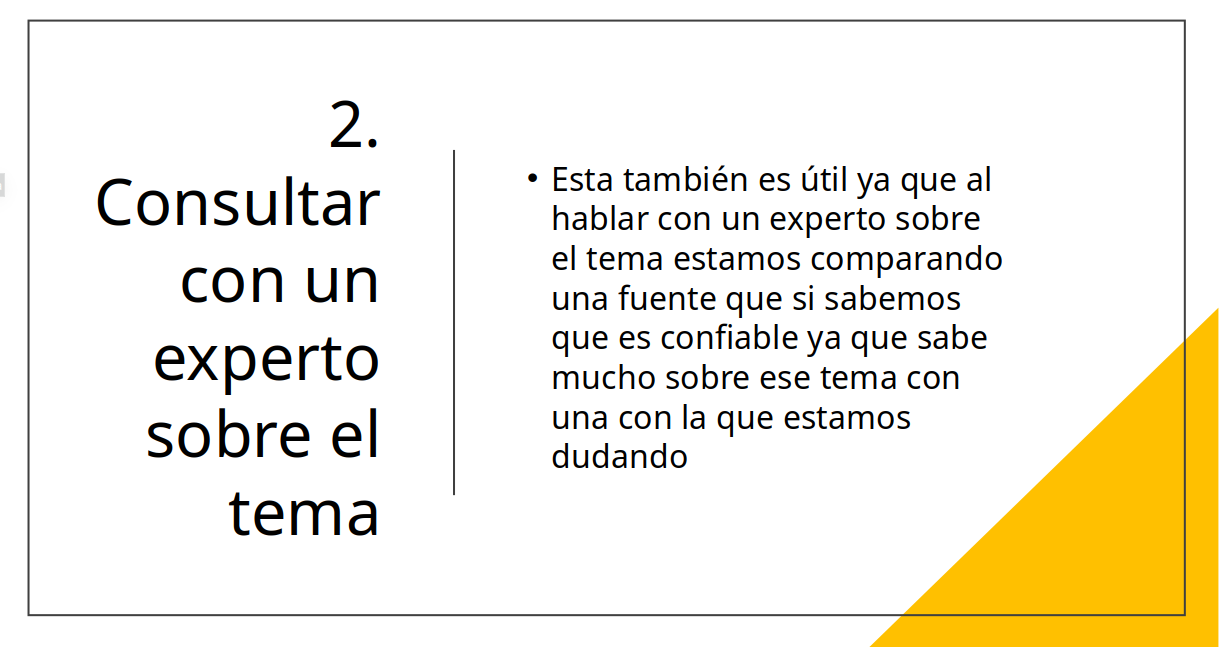 2.
Consultar
con un
experto
sobre el
tema
• Esta también es útil ya que al
hablar con un experto sobre
el tema estamos comparando
una fuente que si sabemos
que es confiable ya que sabe
mucho sobre ese tema con
una con la que estamos
dudando